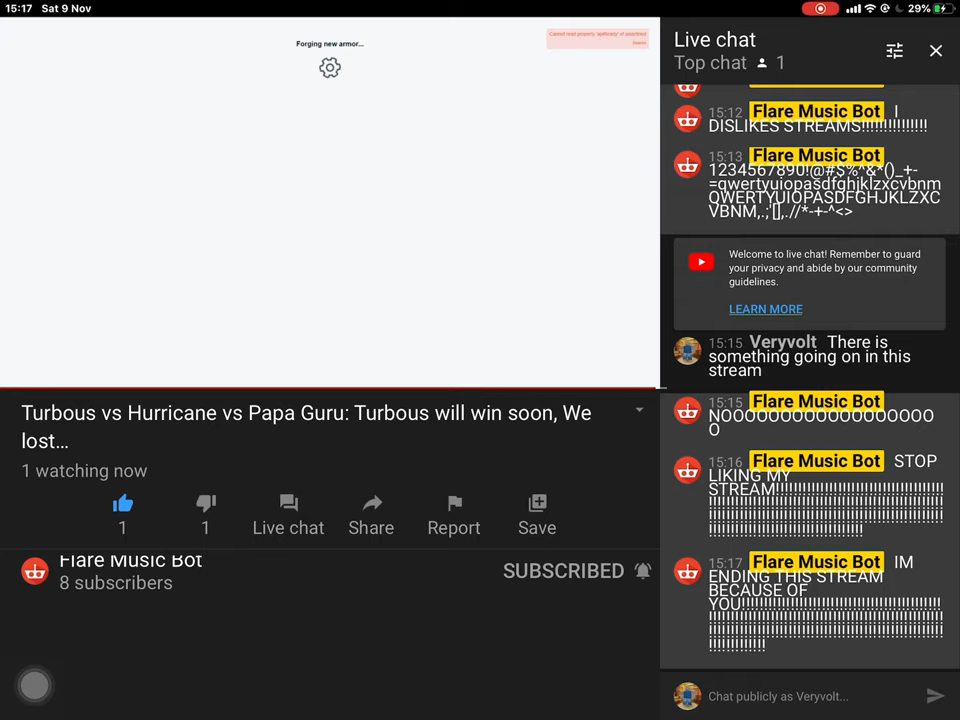 15:17 Sat 9 Nov
29%
Forging new armor...
Cannot read property 'spliReady' of undefined
Live chat
Top chat 1
15:12 Flare Music Bot I
DISLIKES STREAMS!!!!!!!!!!!!!!!
15:13 Flare Music Bot
1234567890!@#$%^&*()_+-
=qwertyuiopasdfghjklzxcvbnm
QWERTYUIOPASDFGHJKLZXC
VBNM,.;'[],.//*-+-^<>
Welcome to live chat! Remember to guard
your privacy and abide by our community
guidelines.
LEARN MORE
15:15 Veryvolt There is
something going on in this
stream
15:15 Flare Music Bot
NOOOOOOOOOOOOOOOOOO
O
15:16 Flare Music Bot STOP
LIKING MY
STREAM!!!!!!!!!!!!!!!!!!!!!!!!!!!!!!!!!!!!!
!!!!!!!!!!!!!!!!!!!!!!!!!!!!!!!!!!!!!!!!!!!!!!!!!!!!
!!!!!!!!!!!!!!!!!!!!!!!!!!!!!!!!!!!!!!!!!!!!!!!!!!!!
!!!!!!!!!!!!!!!!!!!!!!!!!!!!!!!!!!
15:17 Flare Music Bot IM
ENDING THIS STREAM
BECAUSE OF
YOU!!!!!!!!!!!!!!!!!!!!!!!!!!!!!!!!!!!!!!!!!!!!
!!!!!!!!!!!!!!!!!!!!!!!!!!!!!!!!!!!!!!!!!!!!!!!!!!!!
!!!!!!!!!!!!!!!!!!!!!!!!!!!!!!!!!!!!!!!!!!!!!!!!!!!!
!!!!!!!!!!!!!
Chat publicly as Veryvolt...
Turbous vs Hurricane vs Papa Guru: Turbous will win soon, We
lost...
1 watching now
1 1 Live chat Share Report Save
Flare Music Bot
8 subscribers
SUBSCRIBED